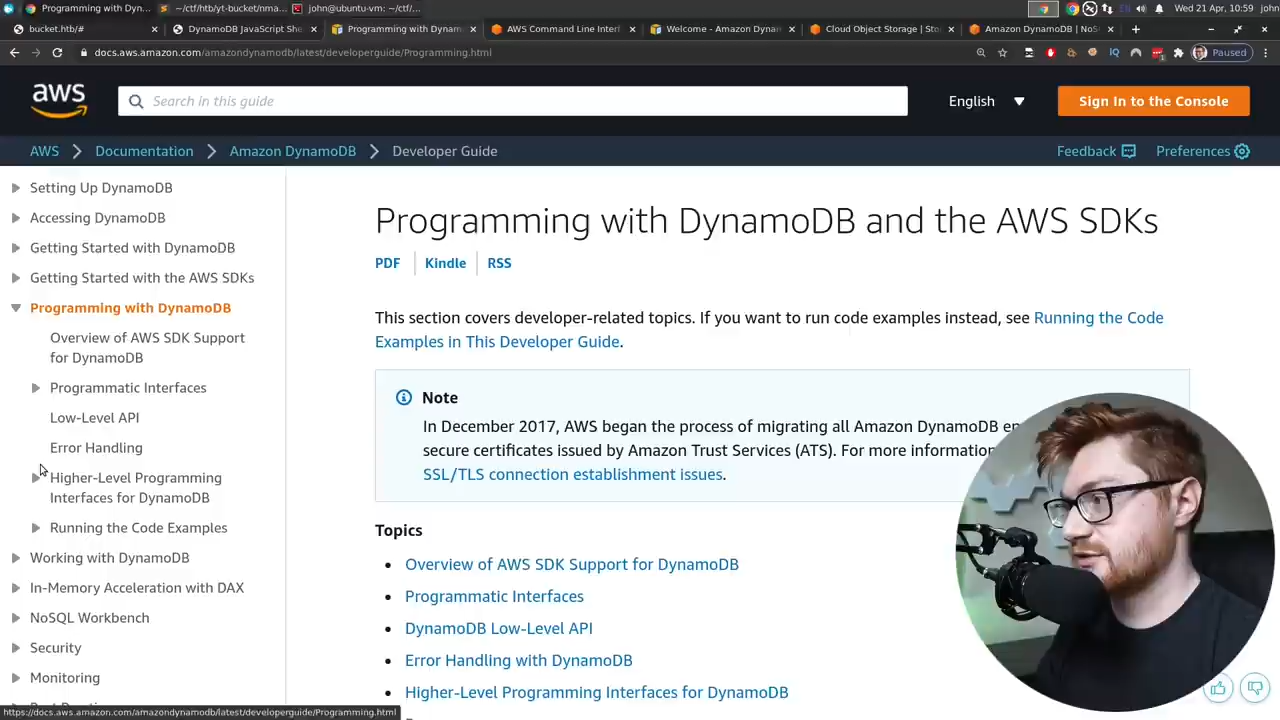 Programming with Dyn...
~/ctf/htb/yt-bucket/nma...
john@ubuntu-vm: ~/ctf/...
EN
Wed 21 Apr, 10:59
john
bucket.htb/#
DynamoDB JavaScript She
Programming with Dynam
AWS Command Line Interf
Welcome - Amazon Dynam
Cloud Object Storage | Sto
Amazon DynamoDB | NoS
docs.aws.amazon.com/amazondynamodb/latest/developerguide/Programming.html
Paused
aws
Search in this guide
English
Sign In to the Console
AWS
Documentation
Amazon DynamoDB
Developer Guide
Feedback
Preferences
Setting Up DynamoDB
Accessing DynamoDB
Getting Started with DynamoDB
Getting Started with the AWS SDKs
Programming with DynamoDB
Overview of AWS SDK Support
for DynamoDB
Programmatic Interfaces
Low-Level API
Error Handling
Higher-Level Programming
Interfaces for DynamoDB
Running the Code Examples
Working with DynamoDB
In-Memory Acceleration with DAX
NoSQL Workbench
Security
Monitoring
https://docs.aws.amazon.com/amazondynamodb/latest/developerguide/Programming.html
Programming with DynamoDB and the AWS SDKs
PDF
Kindle
RSS
This section covers developer-related topics. If you want to run code examples instead, see Running the Code
Examples in This Developer Guide.
Note
In December 2017, AWS began the process of migrating all Amazon DynamoDB en
secure certificates issued by Amazon Trust Services (ATS). For more information
SSL/TLS connection establishment issues.
Topics
Overview of AWS SDK Support for DynamoDB
Programmatic Interfaces
DynamoDB Low-Level API
Error Handling with DynamoDB
Higher-Level Programming Interfaces for DynamoDB